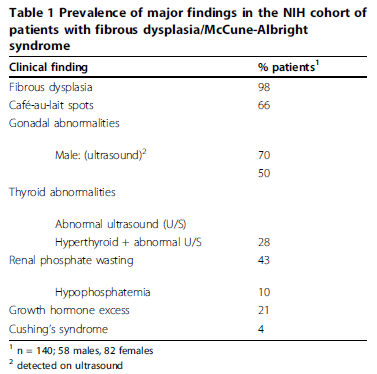 Table 1 Prevalence of major findings in the NIH cohort of
patients with fibrous dysplasia/McCune-Albright
syndrome
Clinical finding % patients¹
Fibrous dysplasia 98
Café-au-lait spots 66
Gonadal abnormalities
Male: (ultrasound)² 70
50
Thyroid abnormalities
Abnormal ultrasound (U/S)
Hyperthyroid + abnormal U/S 28
Renal phosphate wasting 43
Hypophosphatemia 10
Growth hormone excess 21
Cushing's syndrome 4
¹ n = 140; 58 males, 82 females
² detected on ultrasound